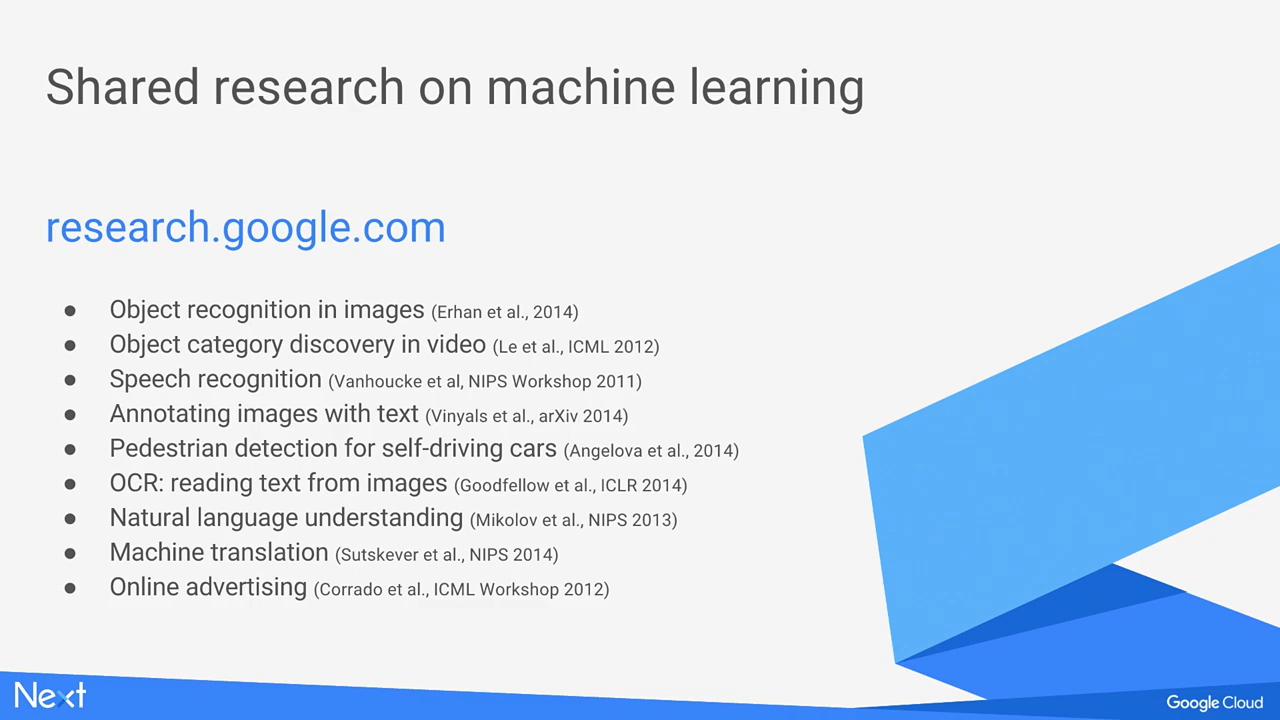 Shared research on machine learning
research.google.com
● Object recognition in images (Erhan et al., 2014)
● Object category discovery in video (Le et al., ICML 2012)
● Speech recognition (Vanhoucke et al, NIPS Workshop 2011)
● Annotating images with text (Vinyals et al., arXiv 2014)
● Pedestrian detection for self-driving cars (Angelova et al., 2014)
● OCR: reading text from images (Goodfellow et al., ICLR 2014)
● Natural language understanding (Mikolov et al., NIPS 2013)
● Machine translation (Sutskever et al., NIPS 2014)
● Online advertising (Corrado et al., ICML Workshop 2012)
Next
Google Cloud